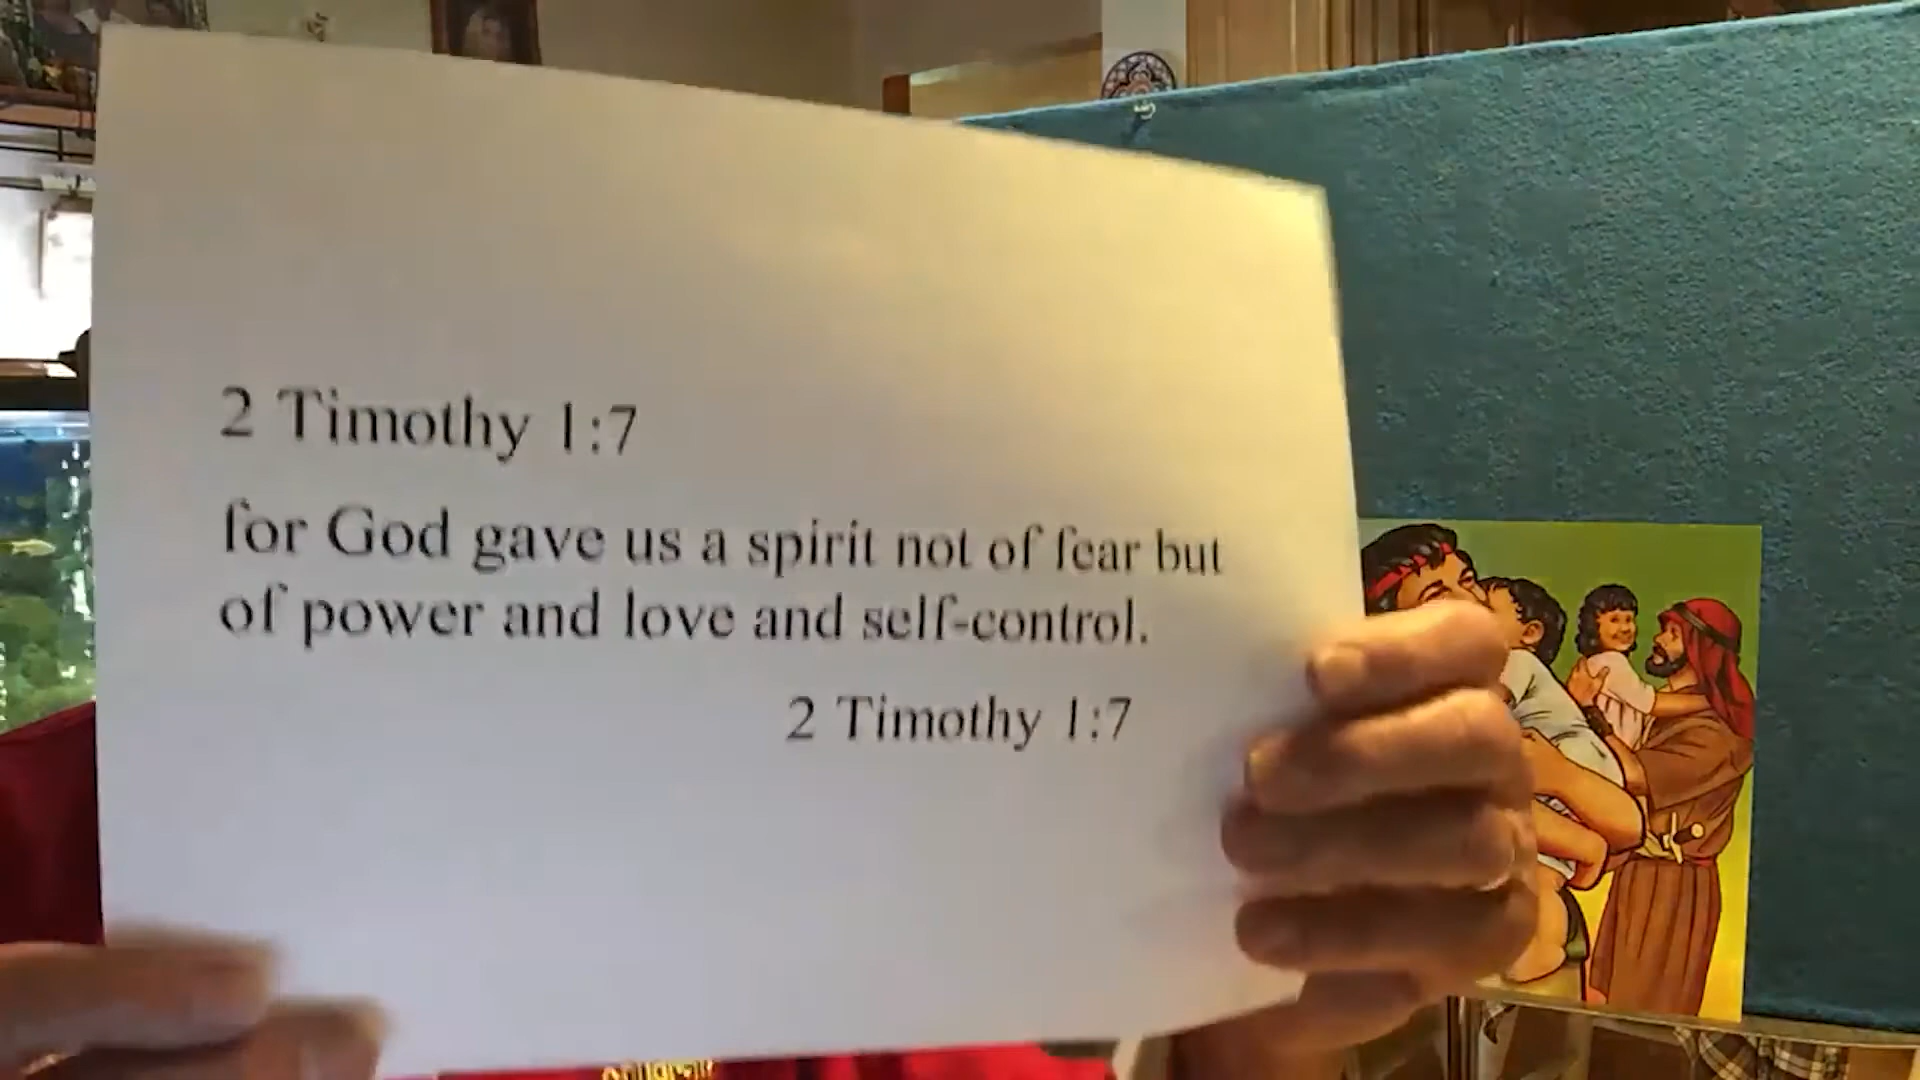 2 Timothy 1:7
for God gave us a spirit not of fear but
of power and love and self-control.
2 Timothy 1:7